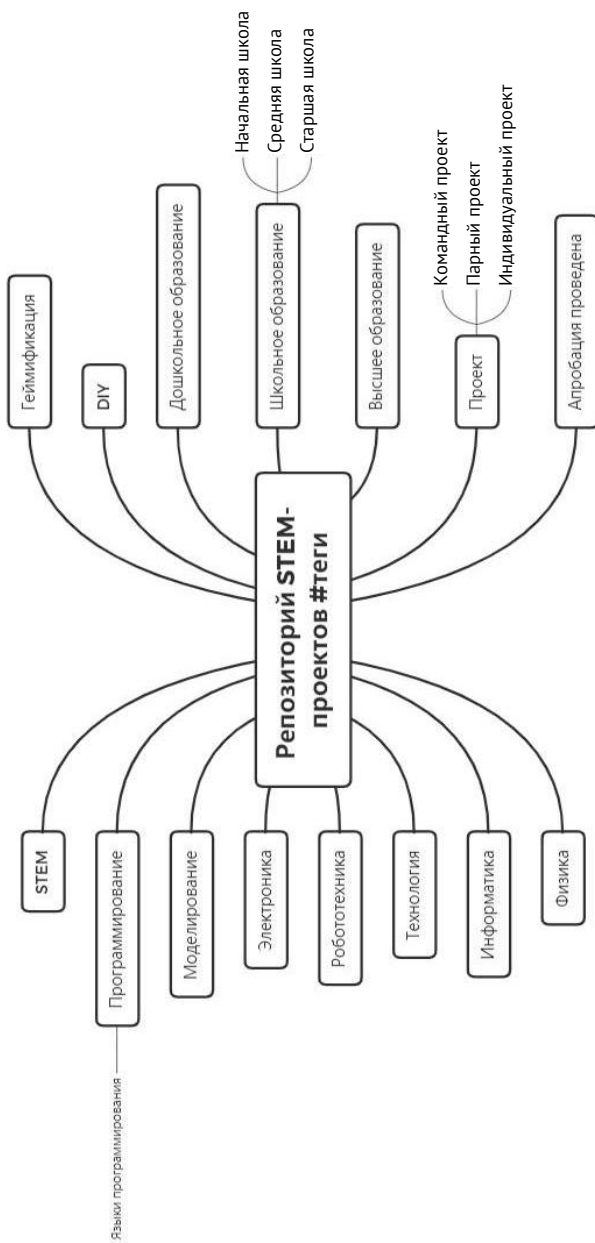 Репозиторий STEM-
проектов #теги
STEM
Программирование
Языки программирования
Моделирование
Электроника
Робототехника
Технология
Информатика
Физика
Геймификация
DIY
Дошкольное образование
Школьное образование
Начальная школа
Средняя школа
Старшая школа
Высшее образование
Проект
Командный проект
Парный проект
Индивидуальный проект
Апробация проведена